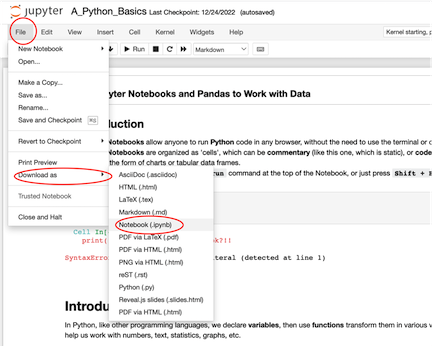 jupyter A_Python_Basics Last Checkpoint: 12/24/2022 (autosaved)
File Edit View Insert Cell Kernel Widgets Help Kernel starting, p
Run Markdown
New Notebook
Open...
Make a Copy...
Save as...
Rename...
Save and Checkpoint
Revert to Checkpoint
Print Preview
Download as
Trusted Notebook
Close and Halt
AsciiDoc (.asciidoc)
HTML (.html)
LaTeX (.tex)
Markdown (.md)
Notebook (.ipynb)
PDF via LaTeX (.pdf)
PDF via HTML (.html)
PNG via HTML (.html)
reST (.rst)
Python (.py)
Reveal.js slides (.slides.html)
PDF via HTML (.html)
yter Notebooks and Pandas to Work with Data
duction
Notebooks allow anyone to run Python code in any browser, without the need to use the terminal or c
Notebooks are organized as 'cells', which can be commentary (like this one, which is static), or code
the form of charts or tabular data frames.
run command at the top of the Notebook, or just press Shift + R
Cell In[
print( k?!!
SyntaxError eral (detected at line 1)
Introdu
In Python, like other programming languages, we declare variables, then use functions transform them in various v
help us work with numbers, text, statistics, graphs, etc.